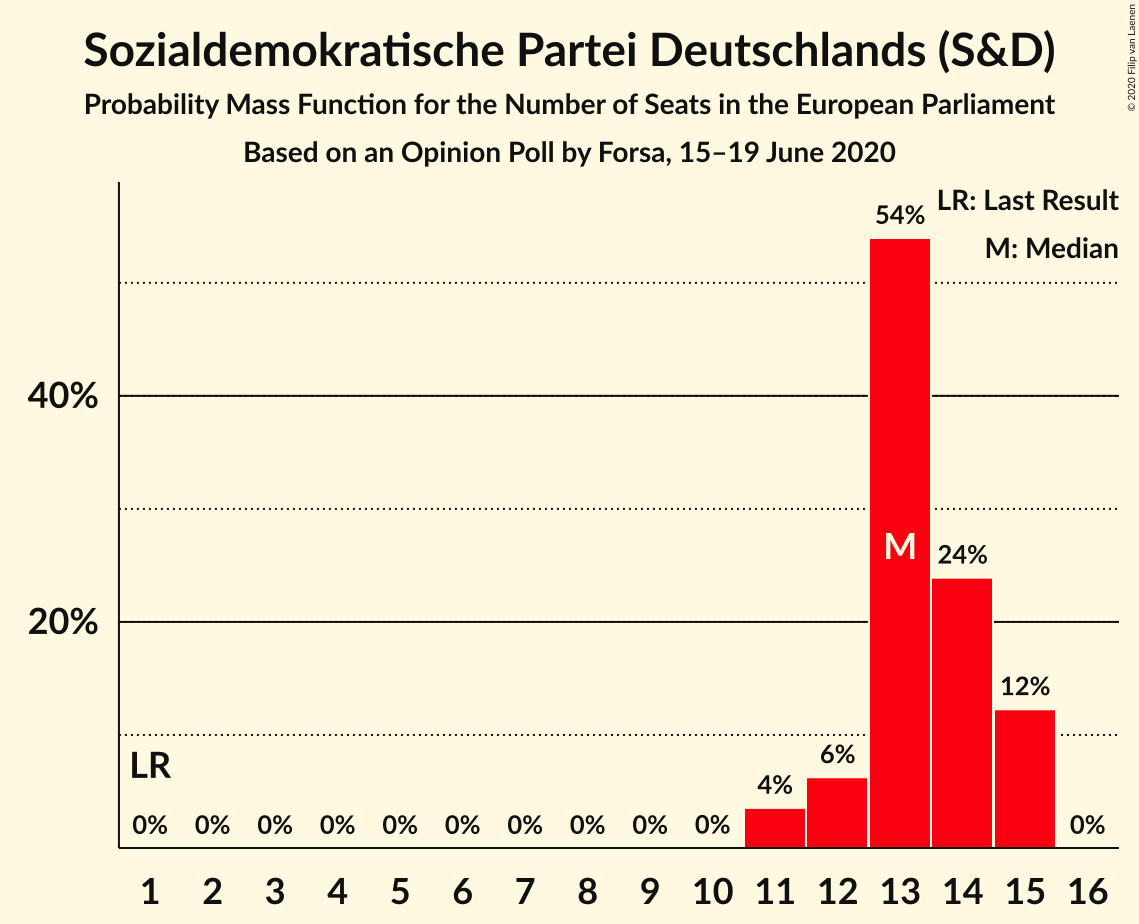 Sozialdemokratische Partei Deutschlands (S&D)
Probability Mass Function for the Number of Seats in the European Parliament
Based on an Opinion Poll by Forsa, 15–19 June 2020
© 2020 Filip van Laenen
LR: Last Result
M: Median
54%
40%
M
24%
20%
12%
LR
6%
4%
0% 0% 0% 0% 0% 0% 0% 0% 0% 0% 0%
1 2 3 4 5 6 7 8 9 10 11 12 13 14 15 16